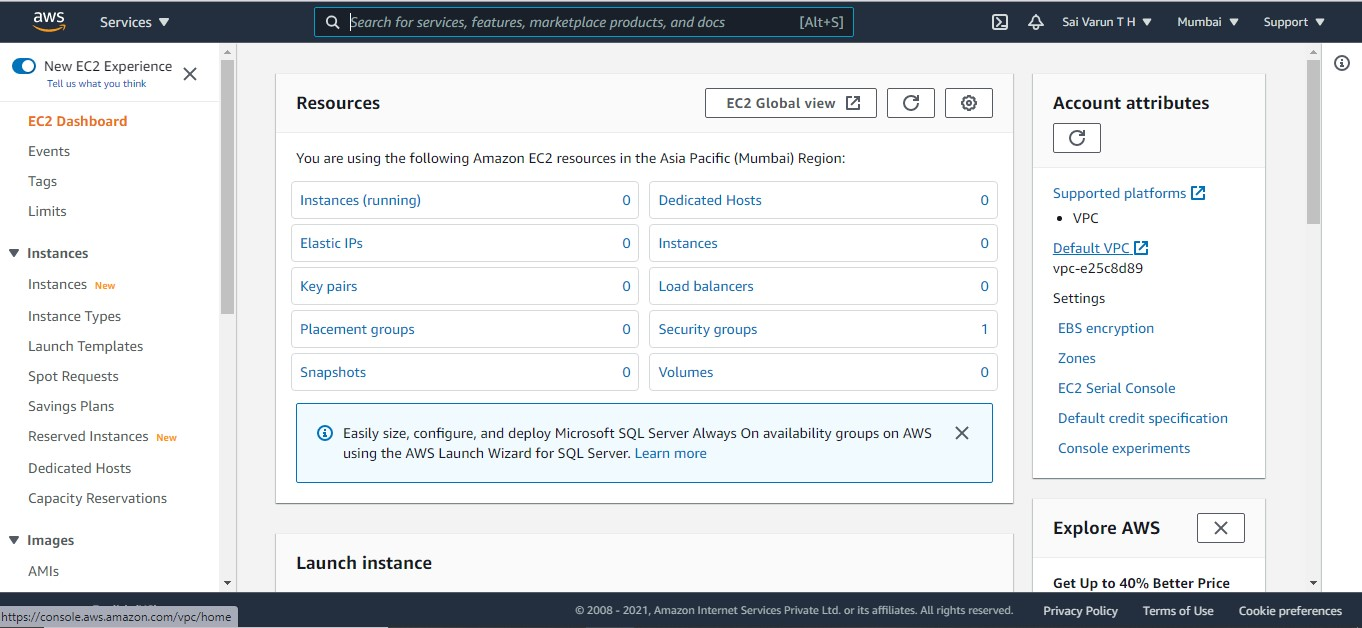 aws
Services
Search for services, features, marketplace products, and docs
[Alt+S]
Sai Varun T H
Mumbai
Support
New EC2 Experience
Tell us what you think
EC2 Dashboard
Events
Tags
Limits
Instances
Instances New
Instance Types
Launch Templates
Spot Requests
Savings Plans
Reserved Instances New
Dedicated Hosts
Capacity Reservations
Images
AMIs
Resources
EC2 Global view
You are using the following Amazon EC2 resources in the Asia Pacific (Mumbai) Region:
Instances (running) 0
Dedicated Hosts 0
Elastic IPs 0
Instances 0
Key pairs 0
Load balancers 0
Placement groups 0
Security groups 1
Snapshots 0
Volumes 0
Easily size, configure, and deploy Microsoft SQL Server Always On availability groups on AWS
using the AWS Launch Wizard for SQL Server. Learn more
Launch instance
Account attributes
Supported platforms
• VPC
Default VPC
vpc-e25c8d89
Settings
EBS encryption
Zones
EC2 Serial Console
Default credit specification
Console experiments
Explore AWS
Get Up to 40% Better Price
https://console.aws.amazon.com/vpc/home
© 2008 - 2021, Amazon Internet Services Private Ltd. or its affiliates. All rights reserved.
Privacy Policy
Terms of Use
Cookie preferences